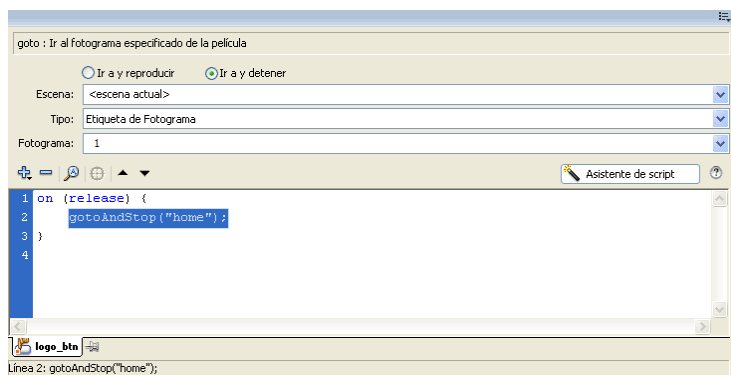 goto : Ir al fotograma especificado de la película
Ir a y reproducir Ir a y detener
Escena: <escena actual>
Tipo: Etiqueta de Fotograma
Fotograma: 1
Asistente de script
1 on (release) {
2 gotoAndStop("home");
3 }
4
logo_btn
Línea 2: gotoAndStop("home");